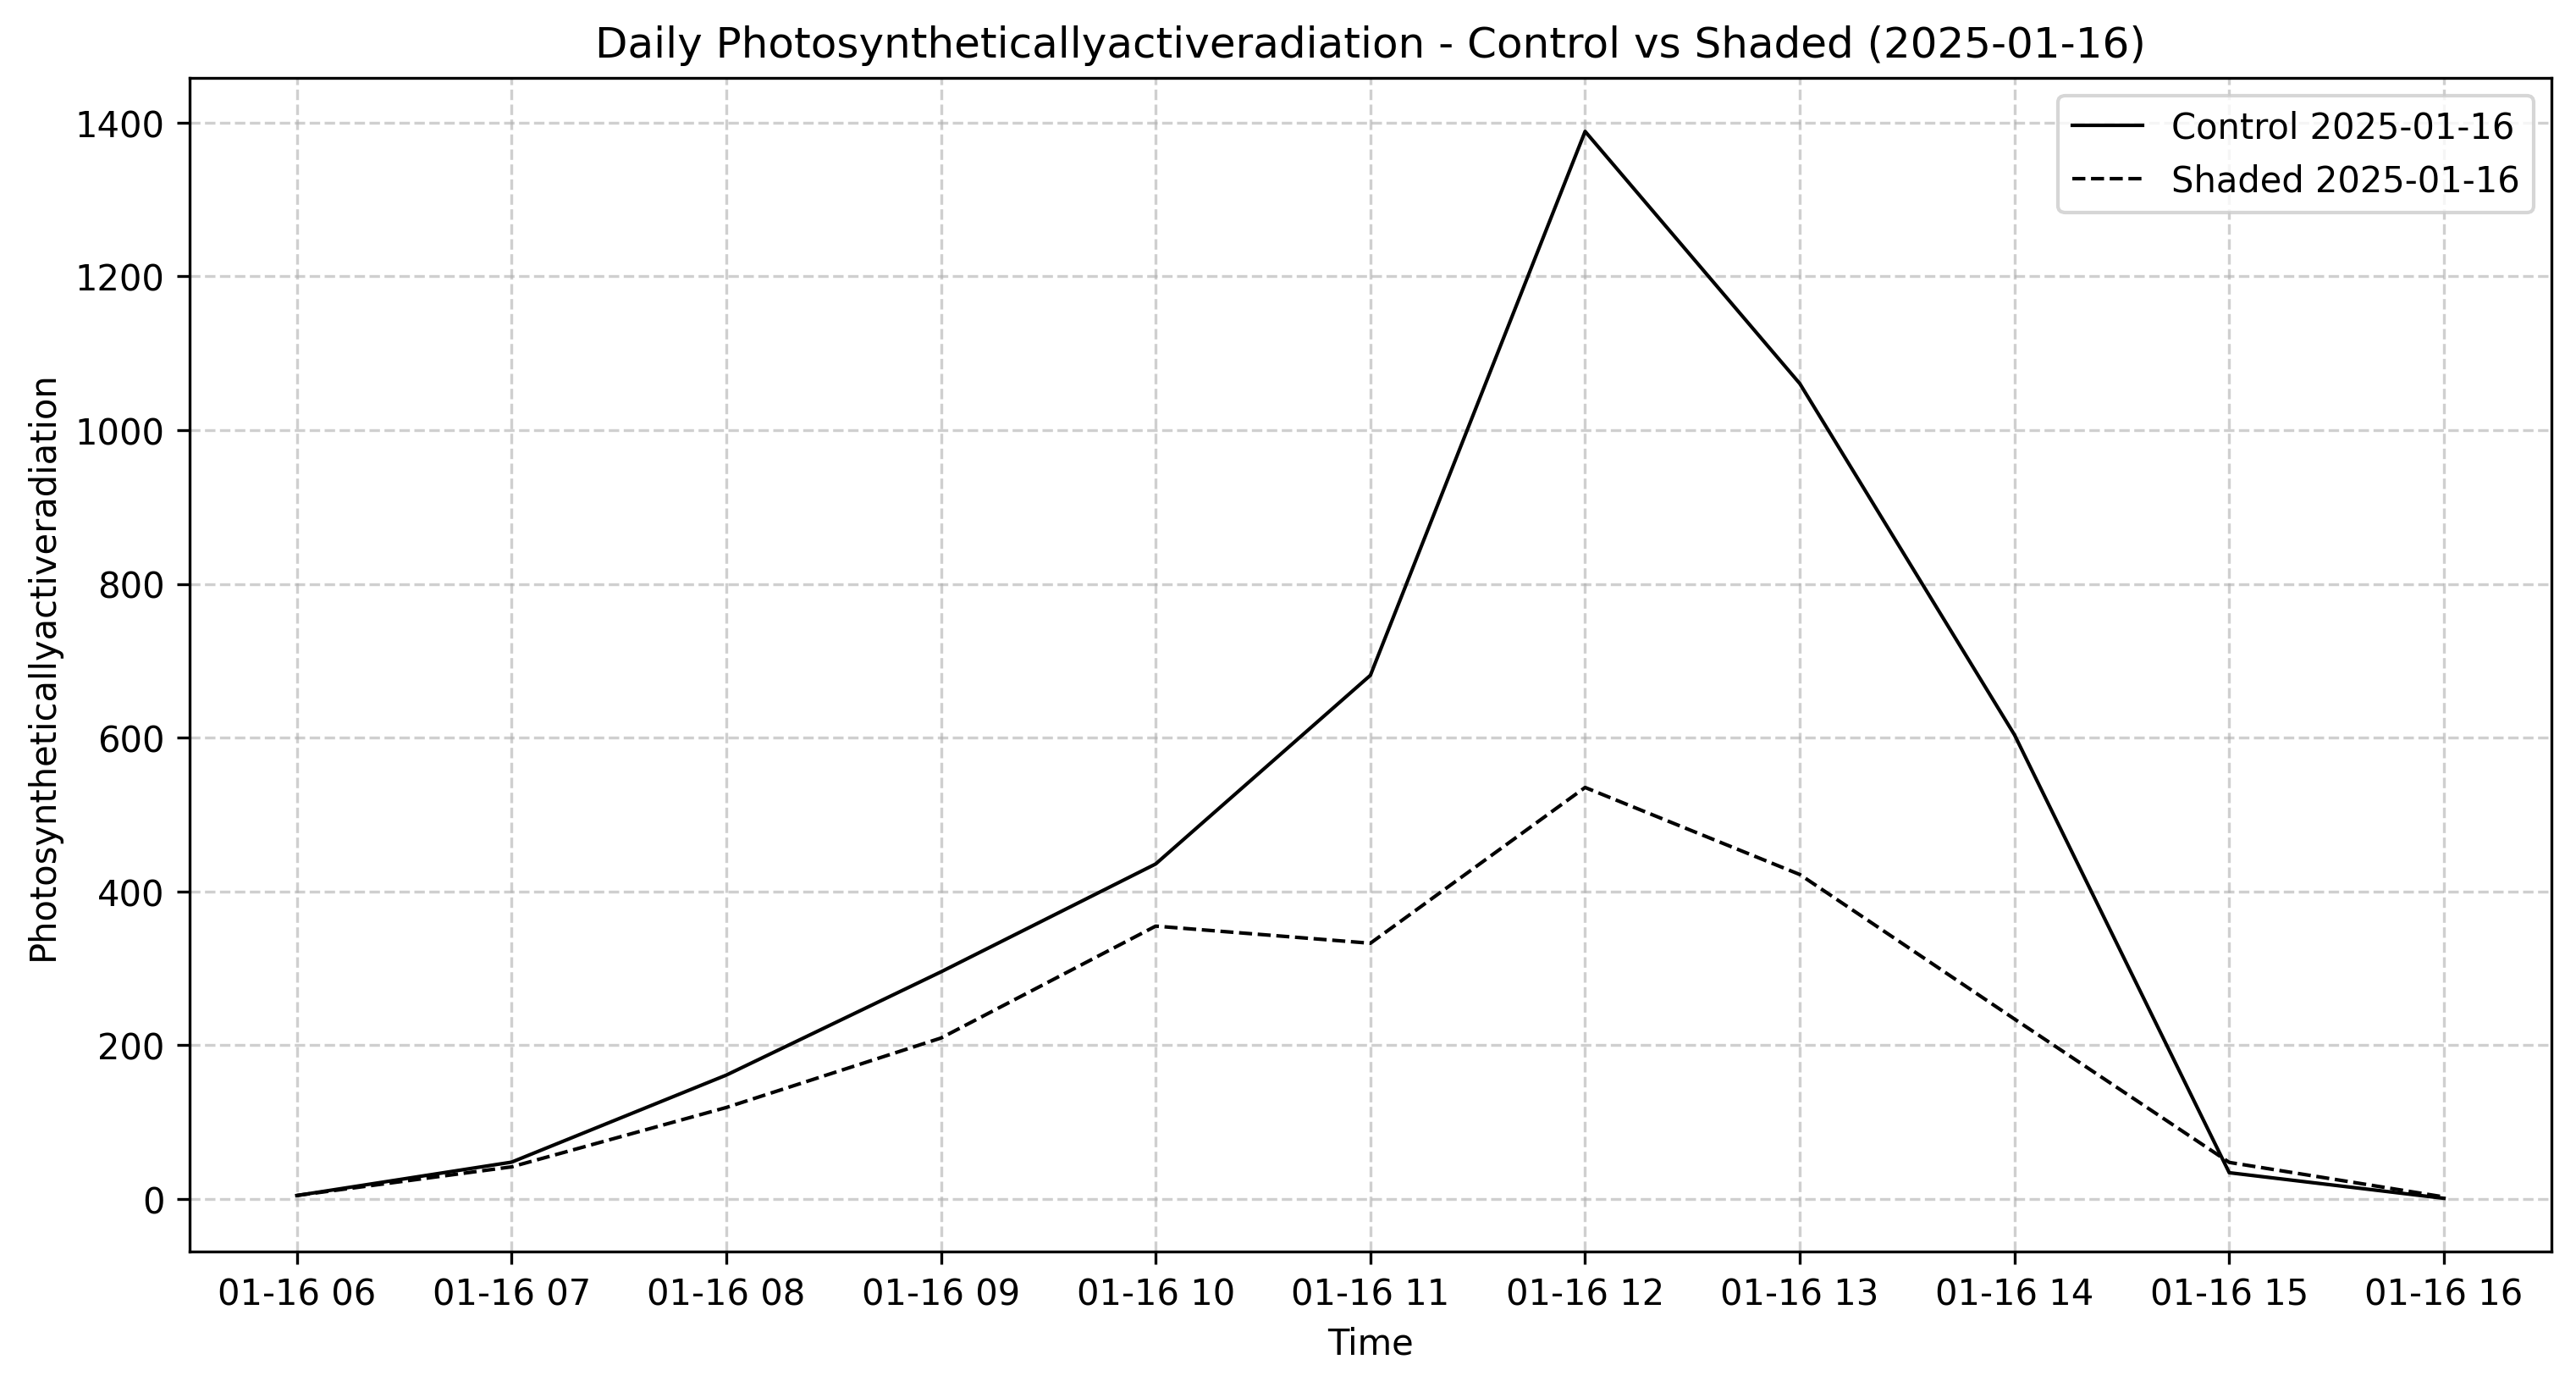 Daily Photosyntheticallyactiveradiation - Control vs Shaded (2025-01-16)
Control 2025-01-16
Shaded 2025-01-16
Photosyntheticallyactiveradiation
1400
1200
1000
800
600
400
200
0
01-16 06 01-16 07 01-16 08 01-16 09 01-16 10 01-16 11 01-16 12 01-16 13 01-16 14 01-16 15 01-16 16
Time